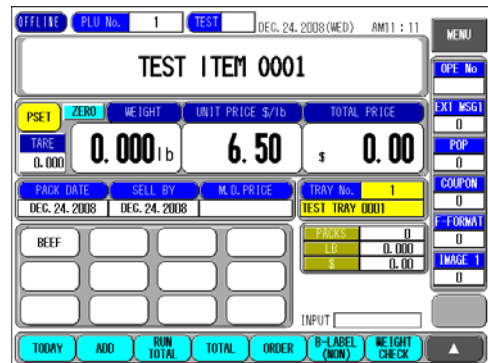 OFFLINE PLU No. 1 TEST DEC. 24. 2008(WED) AM11 : 11 MENU
TEST ITEM 0001
OPE No
PSET ZERO WEIGHT UNIT PRICE $/lb TOTAL PRICE
EXT MSG1
0
TARE
0.000
0.000 lb 6.50 $ 0.00
POP
0
PACK DATE SELL BY M.D.PRICE TRAY No. 1
COUPON
0
DEC. 24. 2008 DEC. 24. 2008 TEST TRAY 0001
F-FORMAT
0
BEEF
PACKS 0
LB 0.000
$ 0.00
IMAGE 1
0
INPUT
TODAY ADD RUN TOTAL TOTAL ORDER B-LABEL (NON) WEIGHT CHECK ▲